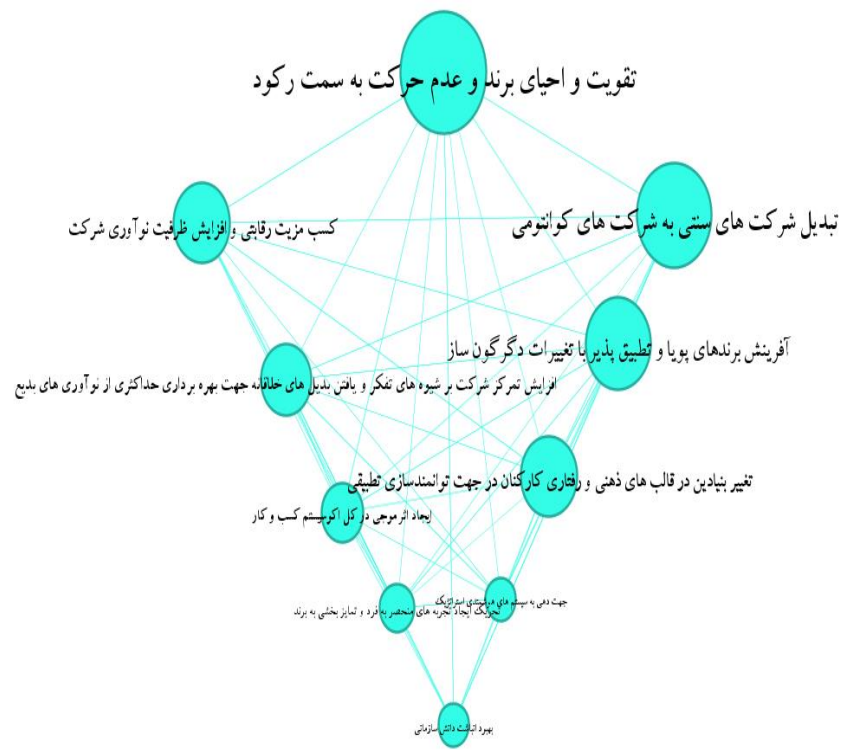 تقویت و احیای برند و عدم حرکت به سمت رکود
تبدیل شرکت های سنتی به شرکت های کوانتومی
کسب مزیت رقابتی و افزایش ظرفیت نوآوری شرکت
آفرینش برندهای پویا و تطبیق پذیر با تغییرات دگرگون ساز
افزایش تمرکز شرکت بر شیوه های تفکر و یافتن بدیل های خلاقانه جهت بهره برداری حداکثری از نوآوری های بدیع
تغییر بنیادین در قالب های ذهنی و رفتاری کارکنان در جهت توانمندسازی تطبیقی
ایجاد اثر موجی در کل اکوسیستم کسب و کار
جهت دهی به سیستم های هوشمندی استراتژیک
تحریک ایجاد تجربه های منحصر به فرد و تمایز بخشی به برند
بهبرد انباشت دانش سازمانی